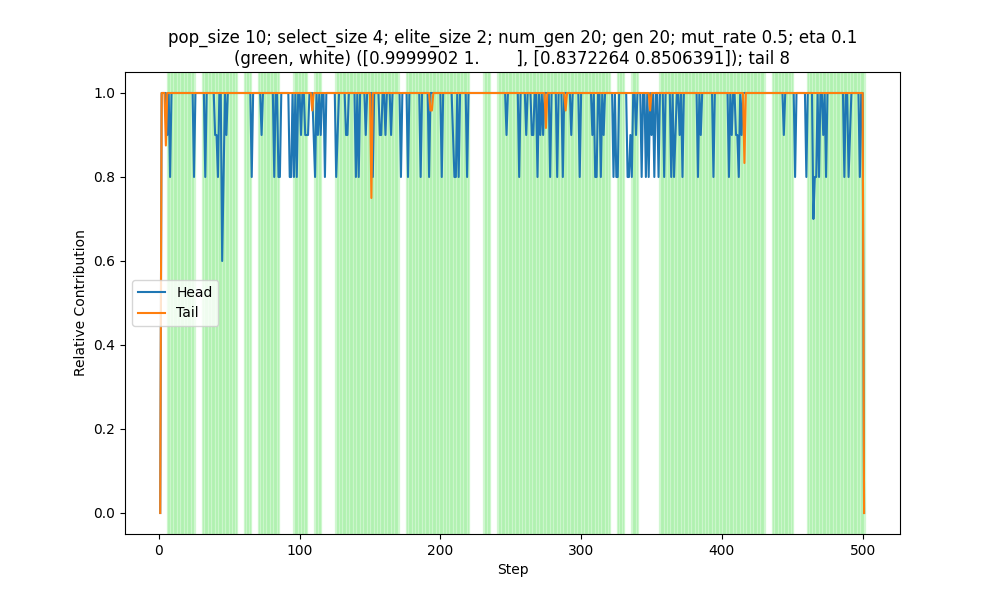 pop_size 10; select_size 4; elite_size 2; num_gen 20; gen 20; mut_rate 0.5; eta 0.1
(green, white) ([0.9999902 1.        ], [0.8372264 0.8506391]); tail 8
1.0
0.8
0.6
0.4
0.2
0.0
Relative Contribution
Head
Tail
0 100 200 300 400 500
Step